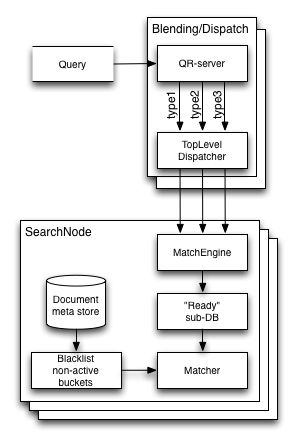 Blending/Dispatch
Query
QR-server
type1
type2
type3
TopLevel
Dispatcher
SearchNode
MatchEngine
Document
meta store
"Ready"
sub-DB
Blacklist
non-active
buckets
Matcher